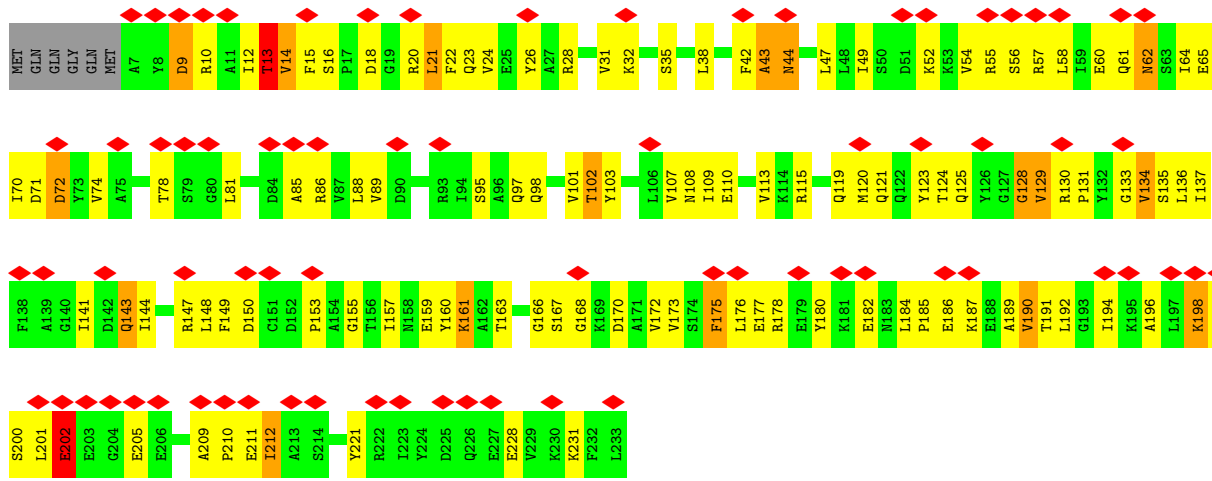 MET GLN GLN GLY GLN MET A7 Y8 D9 R10 A11 I12 T13 V14 F15 S16 P17 D18 G19 R20 L21 F22 Q23 V24 E25 Y26 A27 R28 V31 K32 S35 L38 F42 A43 N44 L47 L48 I49 S50 D51 K52 K53 V54 R55 S56 R57 L58 I59 E60 Q61 N62 S63 I64 E65
I70 D71 D72 Y73 V74 A75 T78 S79 G80 L81 D84 A85 R86 V87 L88 V89 D90 R93 I94 S95 A96 Q97 Q98 V101 T102 Y103 L106 V107 N108 I109 E110 V113 K114 R115 Q119 M120 Q121 Q122 Y123 T124 Q125 Y126 G127 G128 V129 R130 P131 Y132 G133 V134 S135 L136 I137
F138 A139 G140 I141 D142 Q143 I144 R147 L148 F149 D150 C151 D152 P153 A154 G155 T156 I157 N158 E159 Y160 K161 A162 T163 G166 S167 G168 K169 D170 A171 V172 V173 S174 F175 L176 E177 R178 E179 Y180 K181 E182 N183 L184 P185 E186 K187 E188 A189 V190 T191 L192 G193 I194 K195 A196 L197 K198
S200 L201 E202 E203 G204 E205 E206 A209 P210 E211 I212 A213 S214 Y221 R222 I223 Y224 D225 Q226 E227 E228 V229 K230 K231 F232 L233